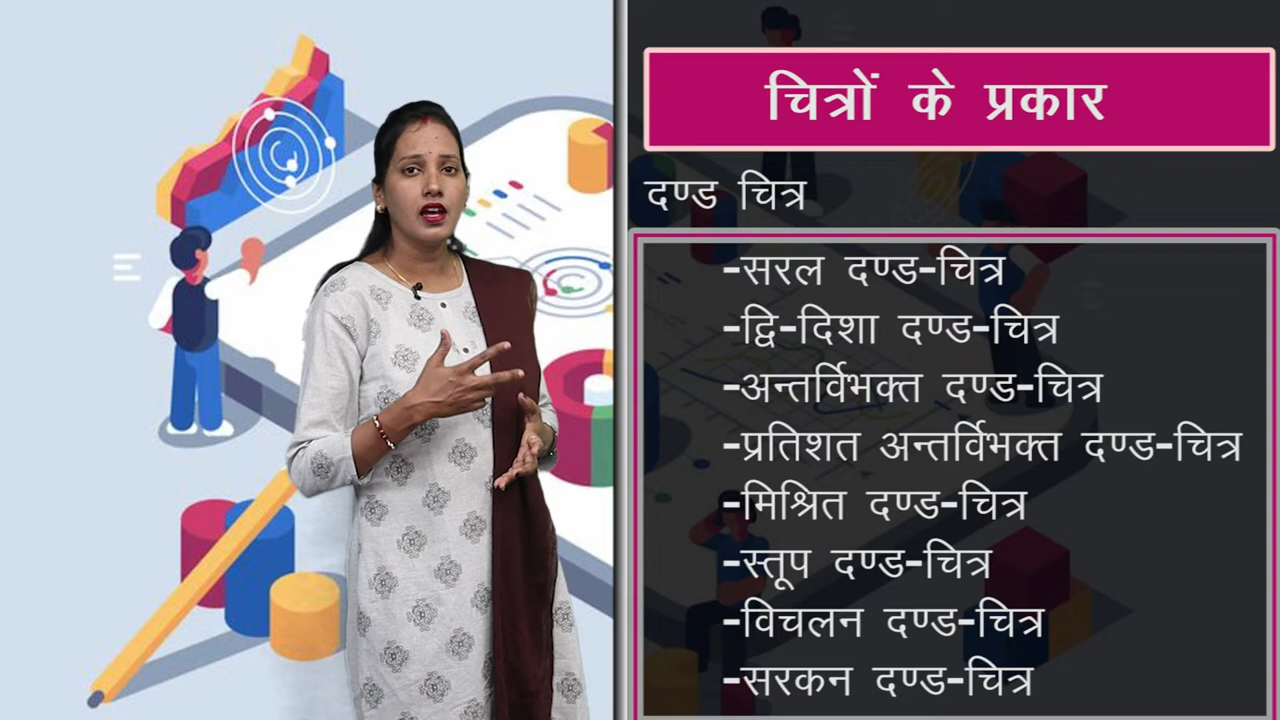 चित्रों के प्रकार
दण्ड चित्र
-सरल दण्ड-चित्र
-द्वि-दिशा दण्ड-चित्र
-अन्तर्विभक्त दण्ड-चित्र
-प्रतिशत अन्तर्विभक्त दण्ड-चित्र
-मिश्रित दण्ड-चित्र
-स्तूप दण्ड-चित्र
-विचलन दण्ड-चित्र
-सरकन दण्ड-चित्र